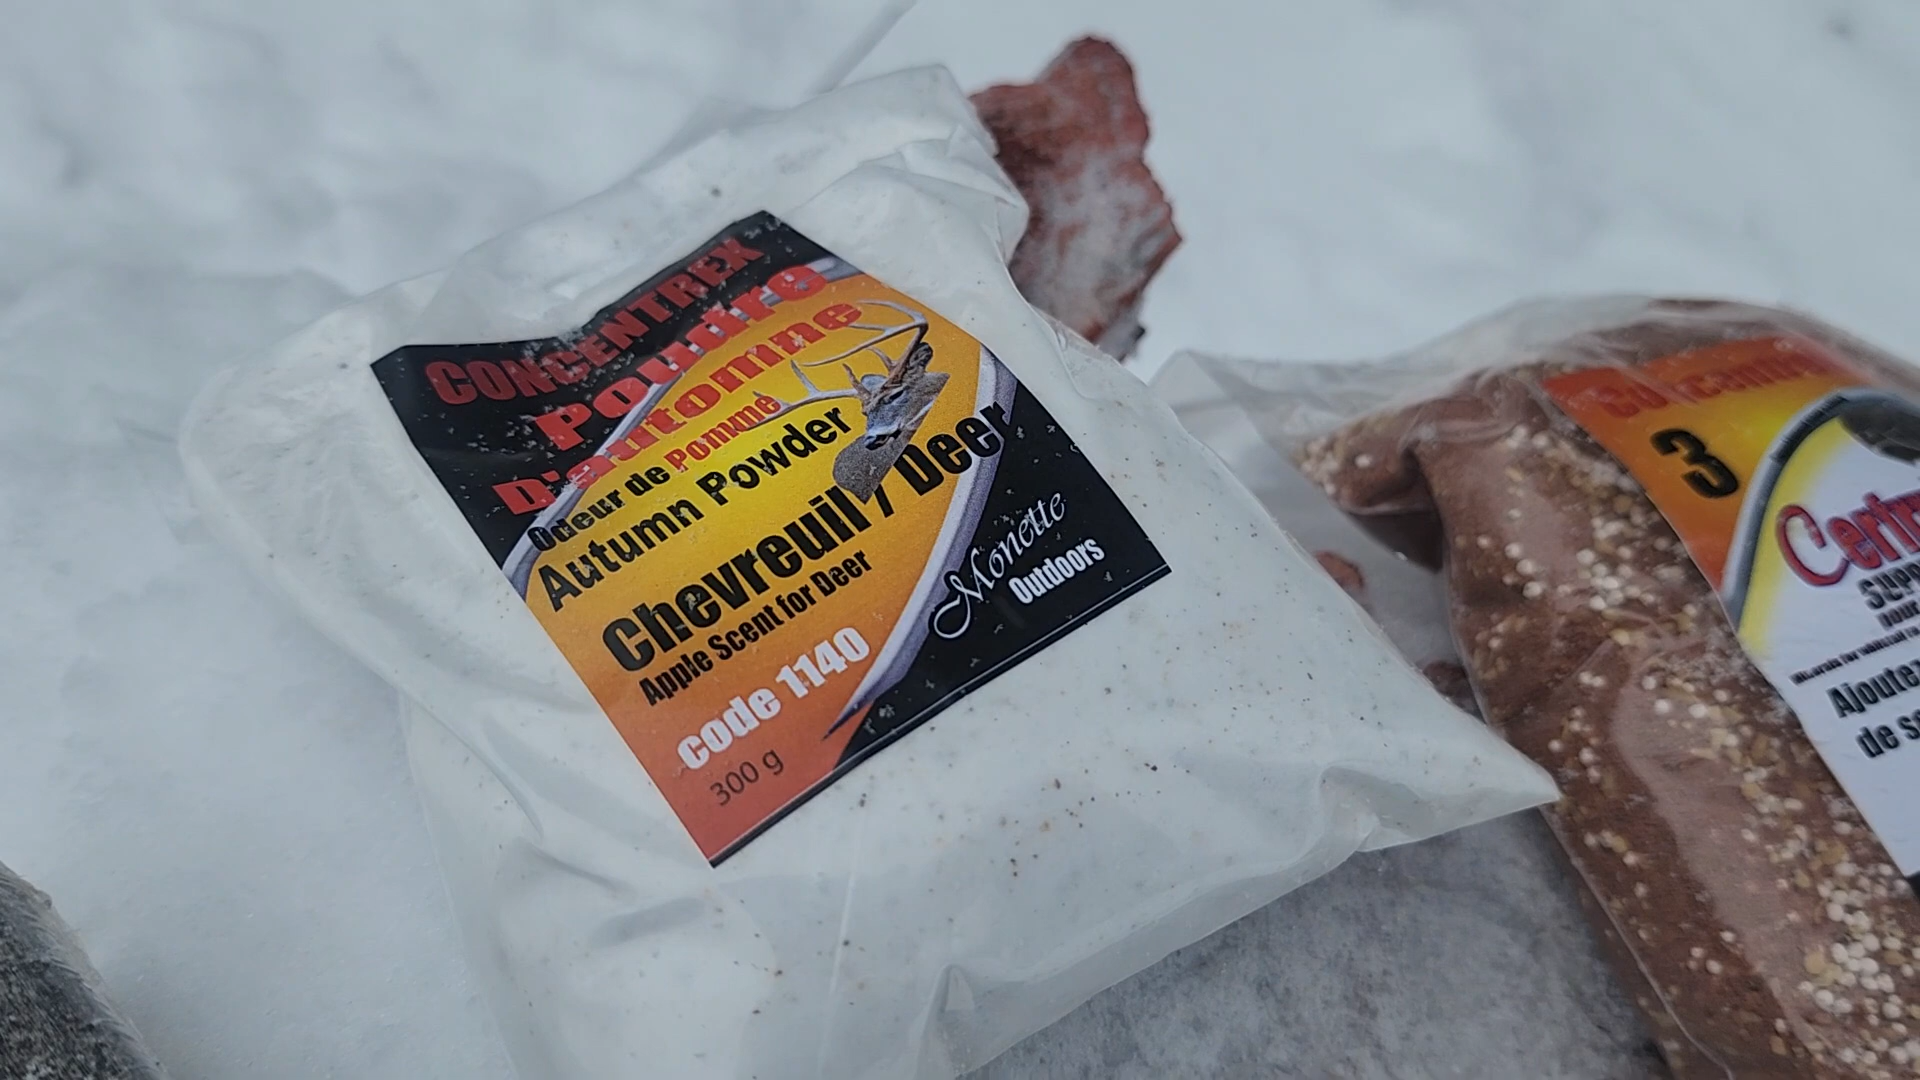 CONCENTREX
Poudre
D'automne
Odeur de Pomme
Autumn Powder
Chevreuil / Deer
Apple Scent for Deer
code 1140
300 g
Monette
Outdoors
3
Ajoutez
de